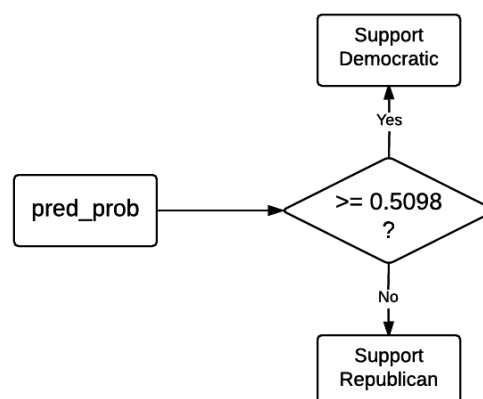 Support
Democratic
Yes
pred_prob
>= 0.5098
?
No
Support
Republican